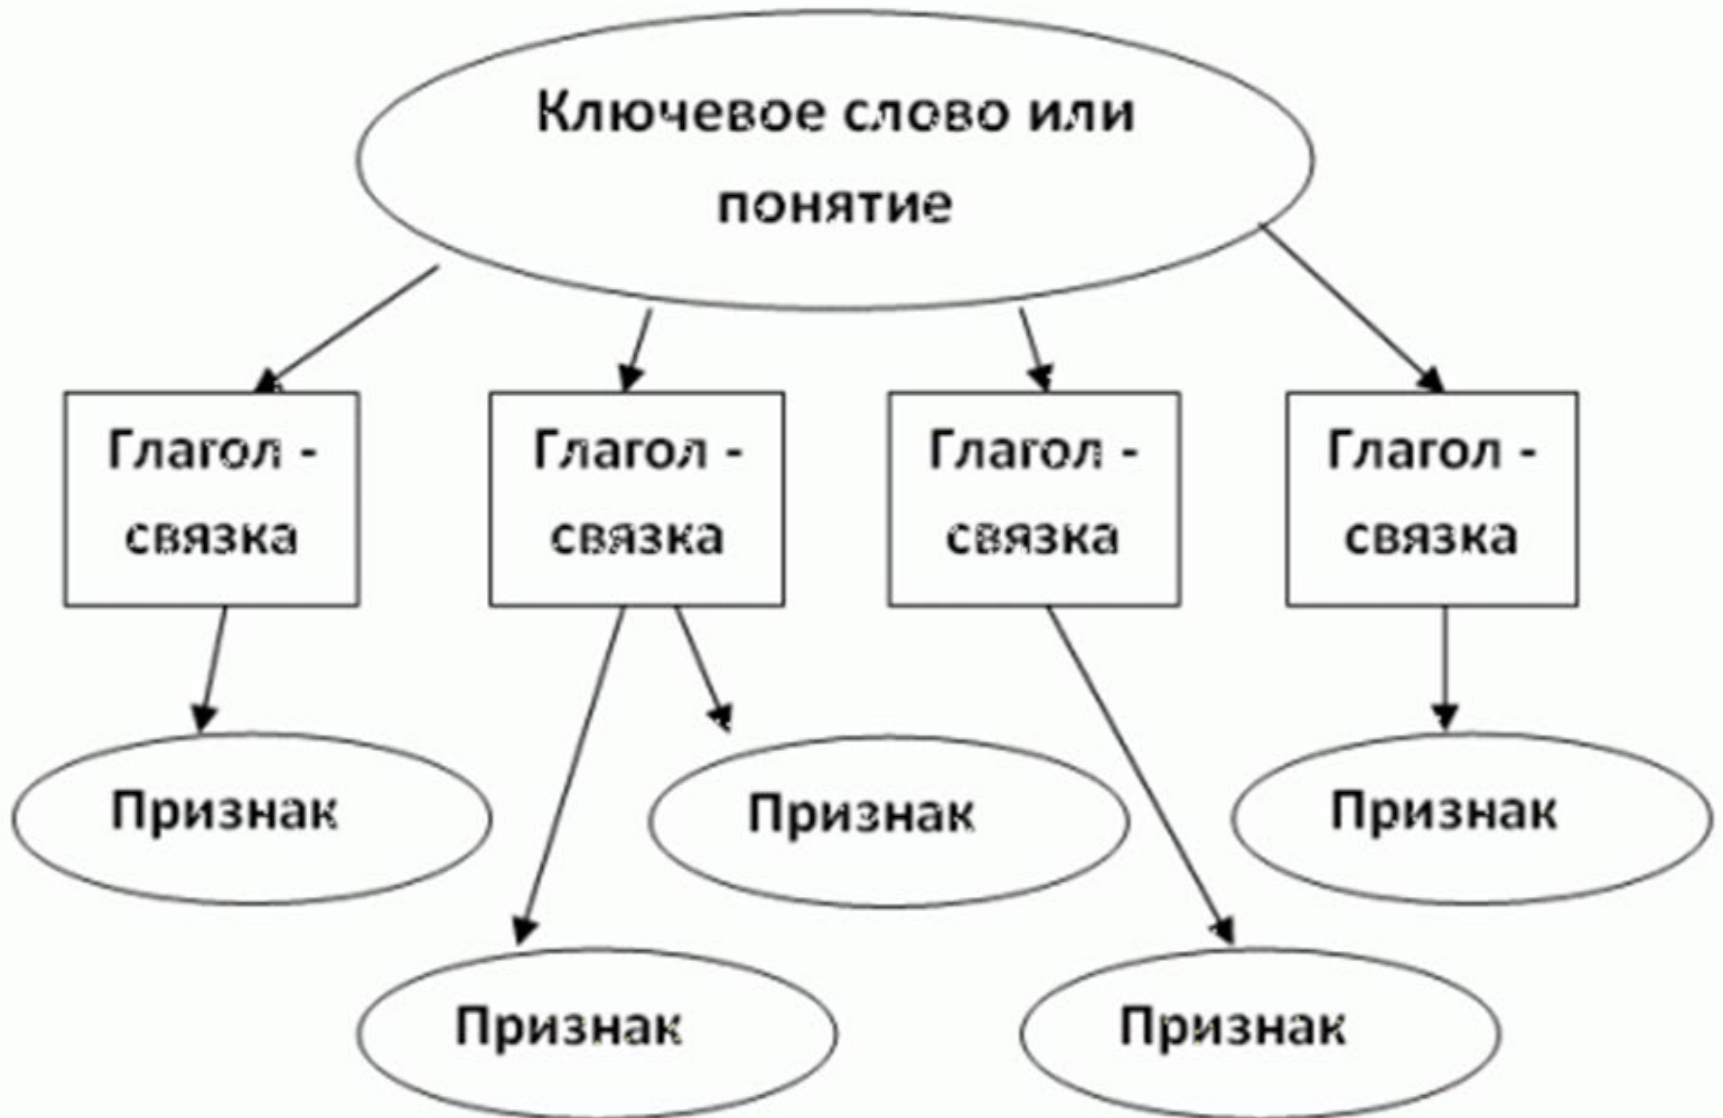 Ключевое слово или
понятие
Глагол -
связка
Глагол -
связка
Глагол -
связка
Глагол -
связка
Признак
Признак
Признак
Признак
Признак